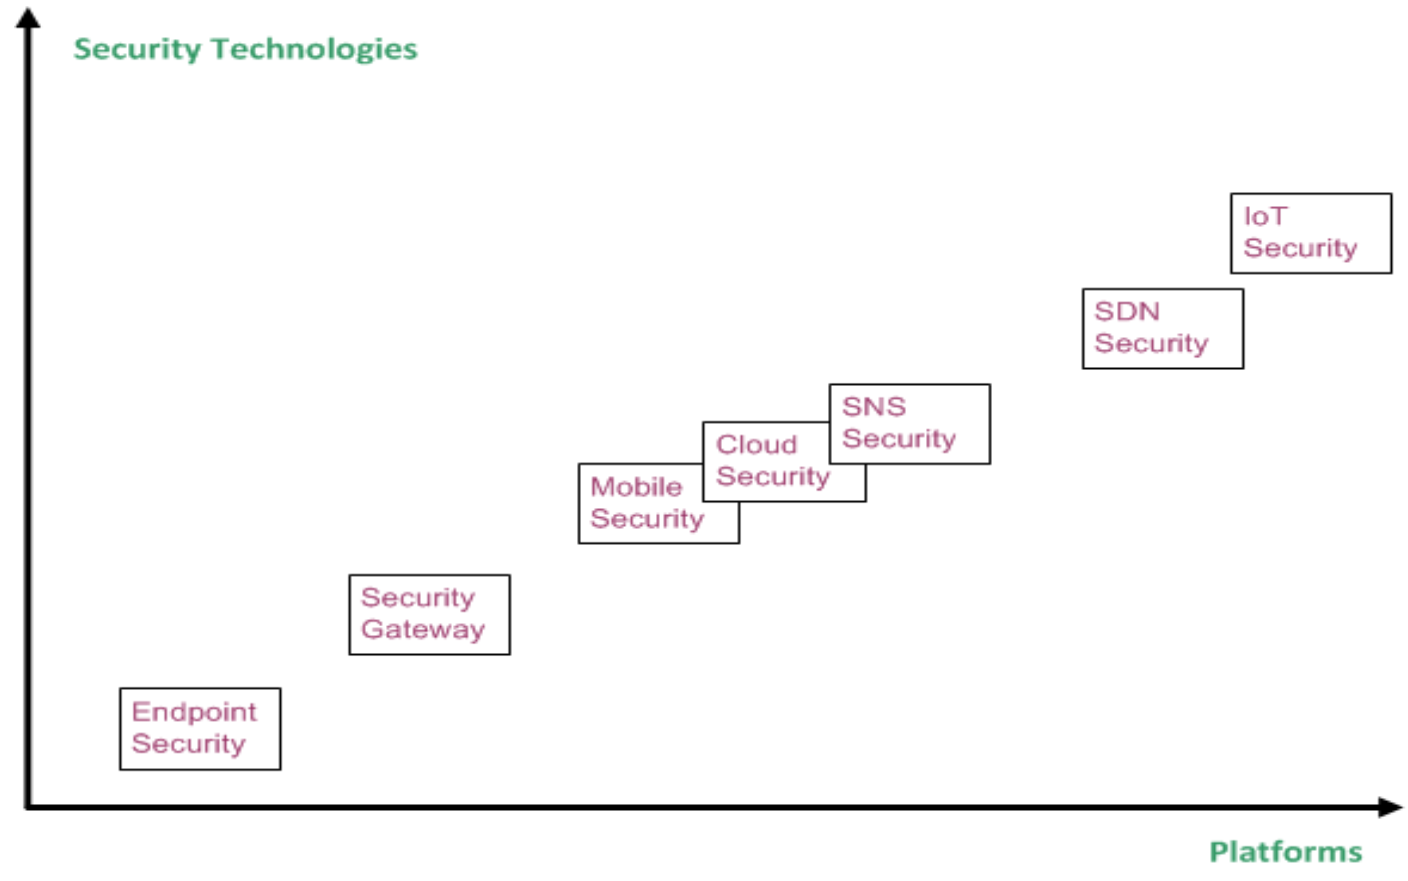 Security Technologies
IoT
Security
SDN
Security
SNS
Security
Cloud
Security
Mobile
Security
Security
Gateway
Endpoint
Security
Platforms